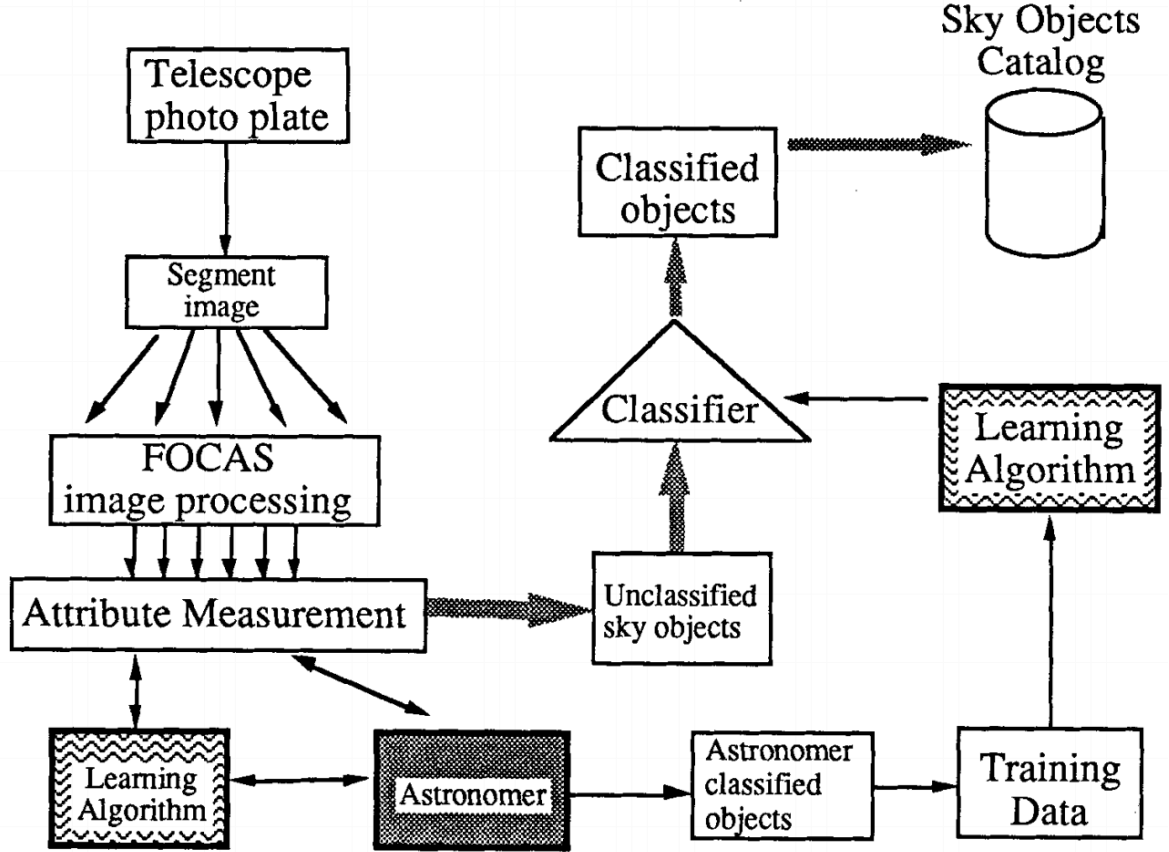 Sky Objects
Catalog
Telescope
photo plate
Classified
objects
Segment
image
Classifier
Learning
Algorithm
FOCAS
image processing
Attribute Measurement
Unclassified
sky objects
Learning
Algorithm
Astronomer
Astronomer
classified
objects
Training
Data